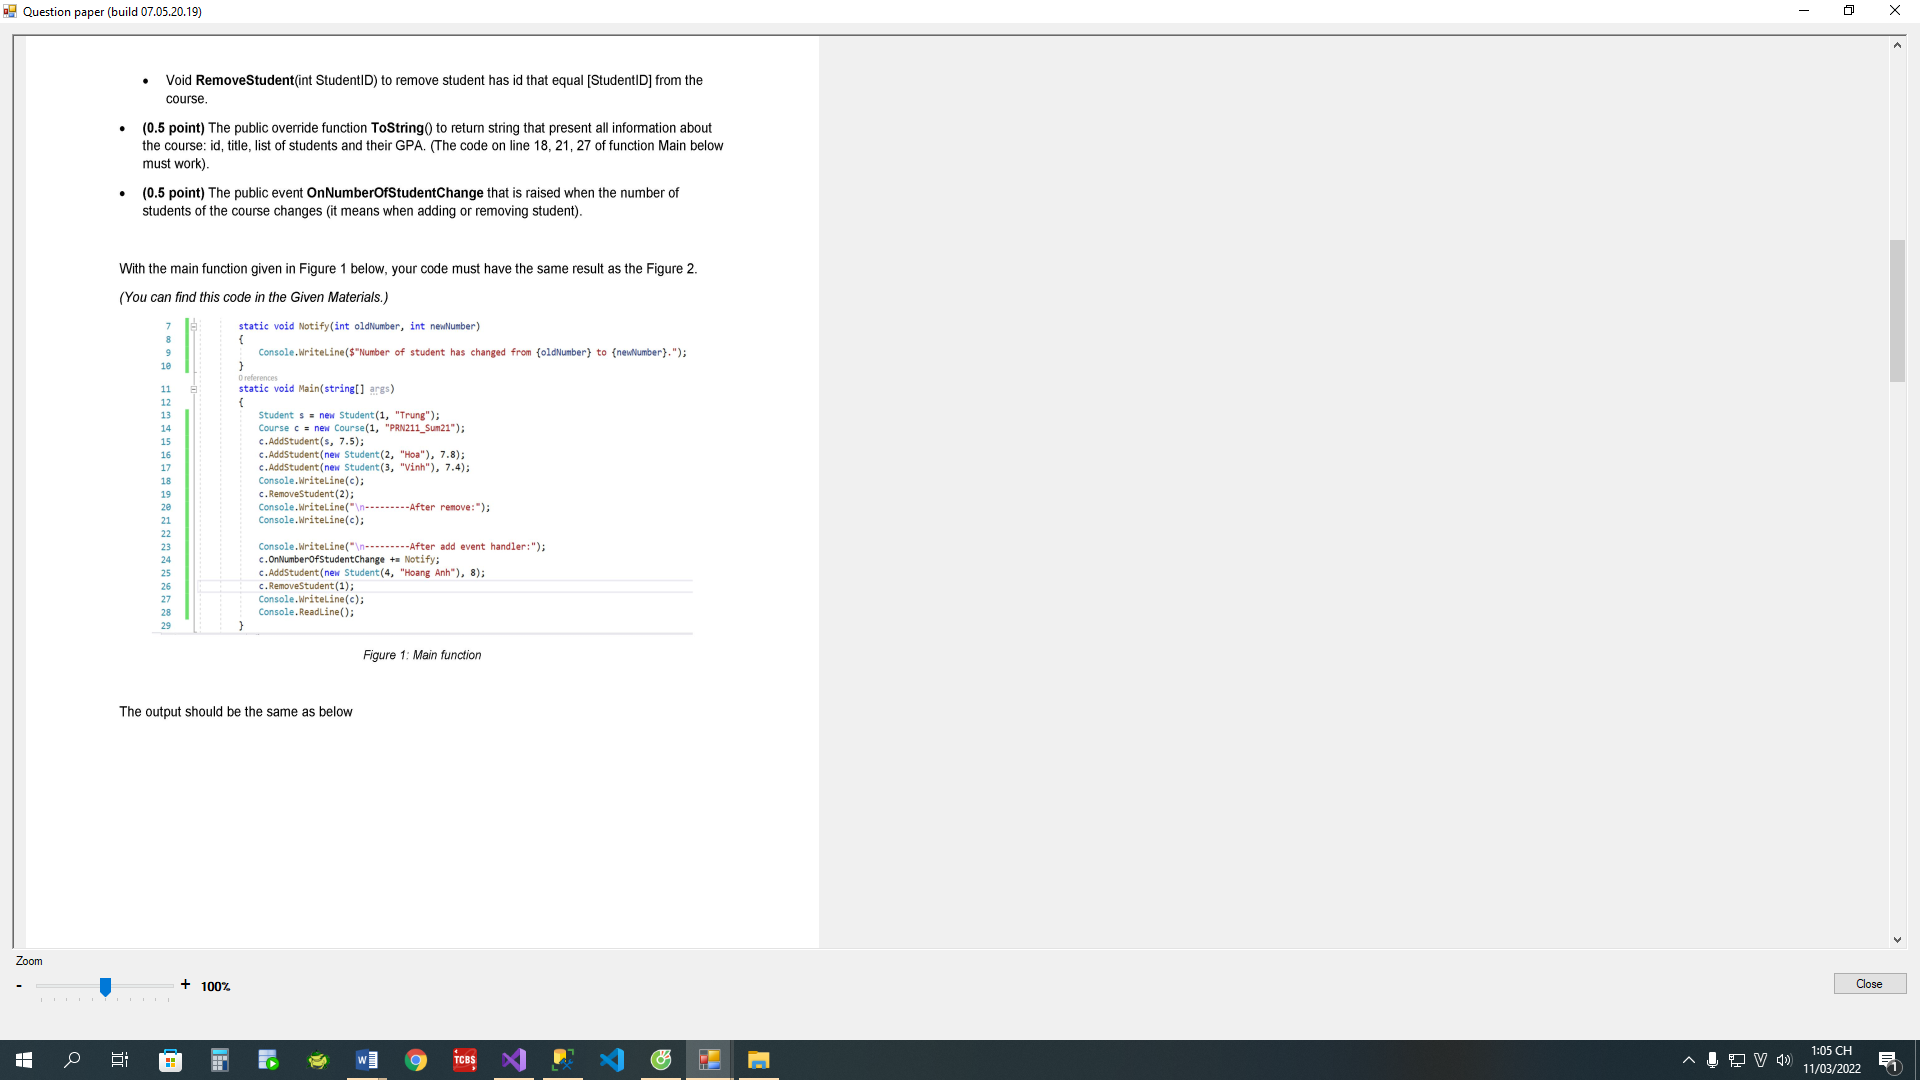 Question paper (build 07.05.20.19)
• Void RemoveStudent(int StudentID) to remove student has id that equal [StudentID] from the
course.
• (0.5 point) The public override function ToString() to return string that present all information about
the course: id, title, list of students and their GPA. (The code on line 18, 21, 27 of function Main below
must work).
• (0.5 point) The public event OnNumberOfStudentChange that is raised when the number of
students of the course changes (it means when adding or removing student).
With the main function given in Figure 1 below, your code must have the same result as the Figure 2.
(You can find this code in the Given Materials.)
7 static void Notify(int oldNumber, int newNumber)
8 {
9 Console.WriteLine($"Number of student has changed from {oldNumber} to {newNumber}.");
10 }
0 references
11 static void Main(string[] args)
12 {
13 Student s = new Student(1, "Trung");
14 Course c = new Course(1, "PRN211_Sum21");
15 c.AddStudent(s, 7.5);
16 c.AddStudent(new Student(2, "Hoa"), 7.8);
17 c.AddStudent(new Student(3, "Vinh"), 7.4);
18 Console.WriteLine(c);
19 c.RemoveStudent(2);
20 Console.WriteLine("\n---------After remove:");
21 Console.WriteLine(c);
22
23 Console.WriteLine("\n---------After add event handler:");
24 c.OnNumberOfStudentChange += Notify;
25 c.AddStudent(new Student(4, "Hoang Anh"), 8);
26 c.RemoveStudent(1);
27 Console.WriteLine(c);
28 Console.ReadLine();
29 }
Figure 1: Main function
The output should be the same as below
Zoom
- + 100%
Close
TCBS
V
1:05 CH
11/03/2022
1